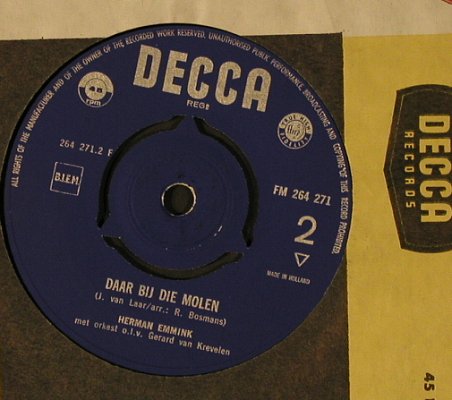 ALL RIGHTS OF THE MANUFACTURER AND OF THE OWNER OF THE RECORDED WORK RESERVED. UNAUTHORISED PUBLIC PERFORMANCE, BROADCASTING AND COPYING OF THIS RECORD PROHIBITED.
DECCA
REGD
rpm
264 271.2 F
B.I.E.M.
FM 264 271
2
MADE IN HOLLAND
DAAR BIJ DIE MOLEN
(J. van Laar/arr.: R. Bosmans)
HERMAN EMMINK
met orkest o.l.v. Gerard van Krevelen
DECCA
RECORDS
45